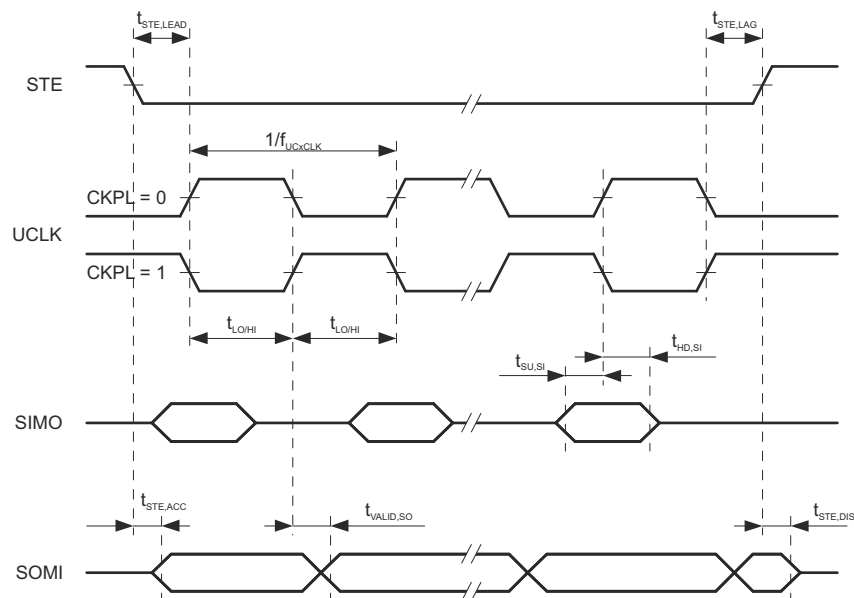 tSTE,LEAD
tSTE,LAG
STE
1/fUCxCLK
CKPL = 0
UCLK
CKPL = 1
tLO/HI
tLO/HI
tHD,SI
tSU,SI
SIMO
tSTE,ACC
tVALID,SO
tSTE,DIS
SOMI